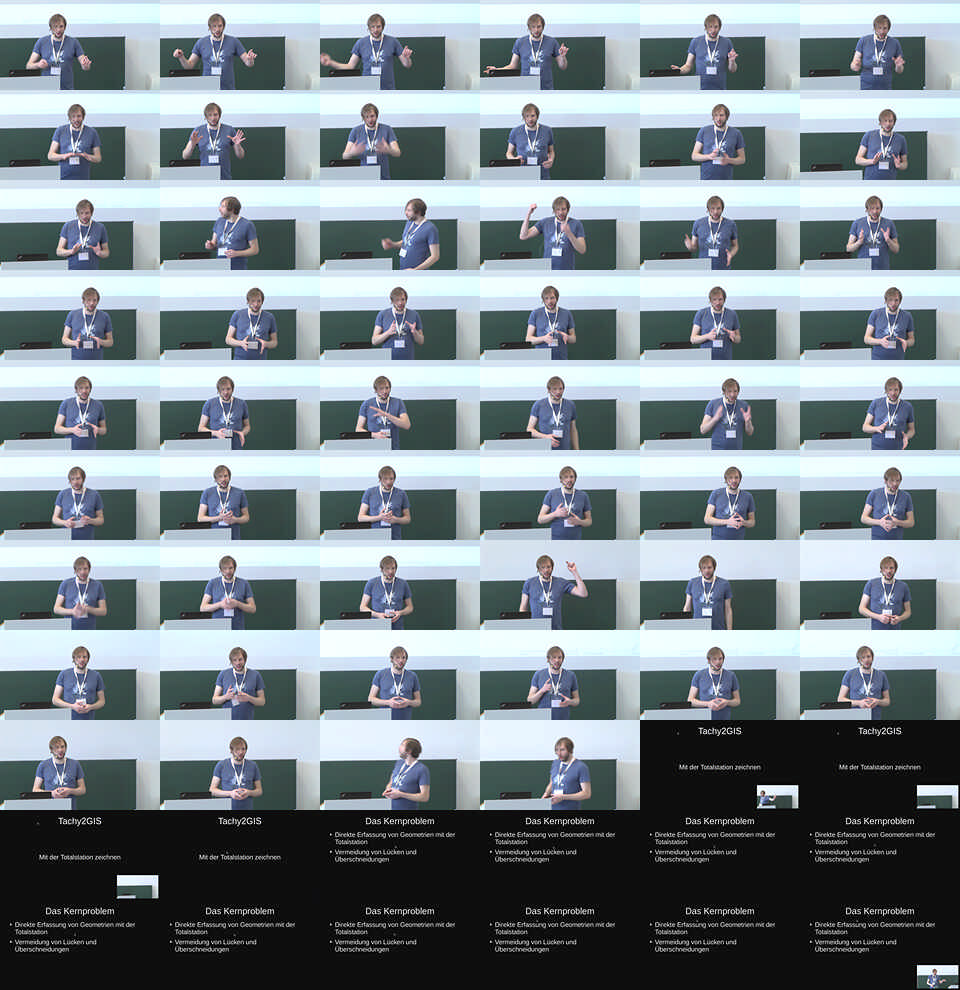 Tachy2GIS
Tachy2GIS
Mit der Totalstation zeichnen
Mit der Totalstation zeichnen
Tachy2GIS
Tachy2GIS
Das Kernproblem
Das Kernproblem
Das Kernproblem
Das Kernproblem
• Direkte Erfassung von Geometrien mit der
Totalstation
• Vermeidung von Lücken und
Überschneidungen
• Direkte Erfassung von Geometrien mit der
Totalstation
• Vermeidung von Lücken und
Überschneidungen
• Direkte Erfassung von Geometrien mit der
Totalstation
• Vermeidung von Lücken und
Überschneidungen
• Direkte Erfassung von Geometrien mit der
Totalstation
• Vermeidung von Lücken und
Überschneidungen
Mit der Totalstation zeichnen
Mit der Totalstation zeichnen
Das Kernproblem
• Direkte Erfassung von Geometrien mit der
Totalstation
• Vermeidung von Lücken und
Überschneidungen
Das Kernproblem
• Direkte Erfassung von Geometrien mit der
Totalstation
• Vermeidung von Lücken und
Überschneidungen
Das Kernproblem
• Direkte Erfassung von Geometrien mit der
Totalstation
• Vermeidung von Lücken und
Überschneidungen
Das Kernproblem
• Direkte Erfassung von Geometrien mit der
Totalstation
• Vermeidung von Lücken und
Überschneidungen
Das Kernproblem
• Direkte Erfassung von Geometrien mit der
Totalstation
• Vermeidung von Lücken und
Überschneidungen
Das Kernproblem
• Direkte Erfassung von Geometrien mit der
Totalstation
• Vermeidung von Lücken und
Überschneidungen